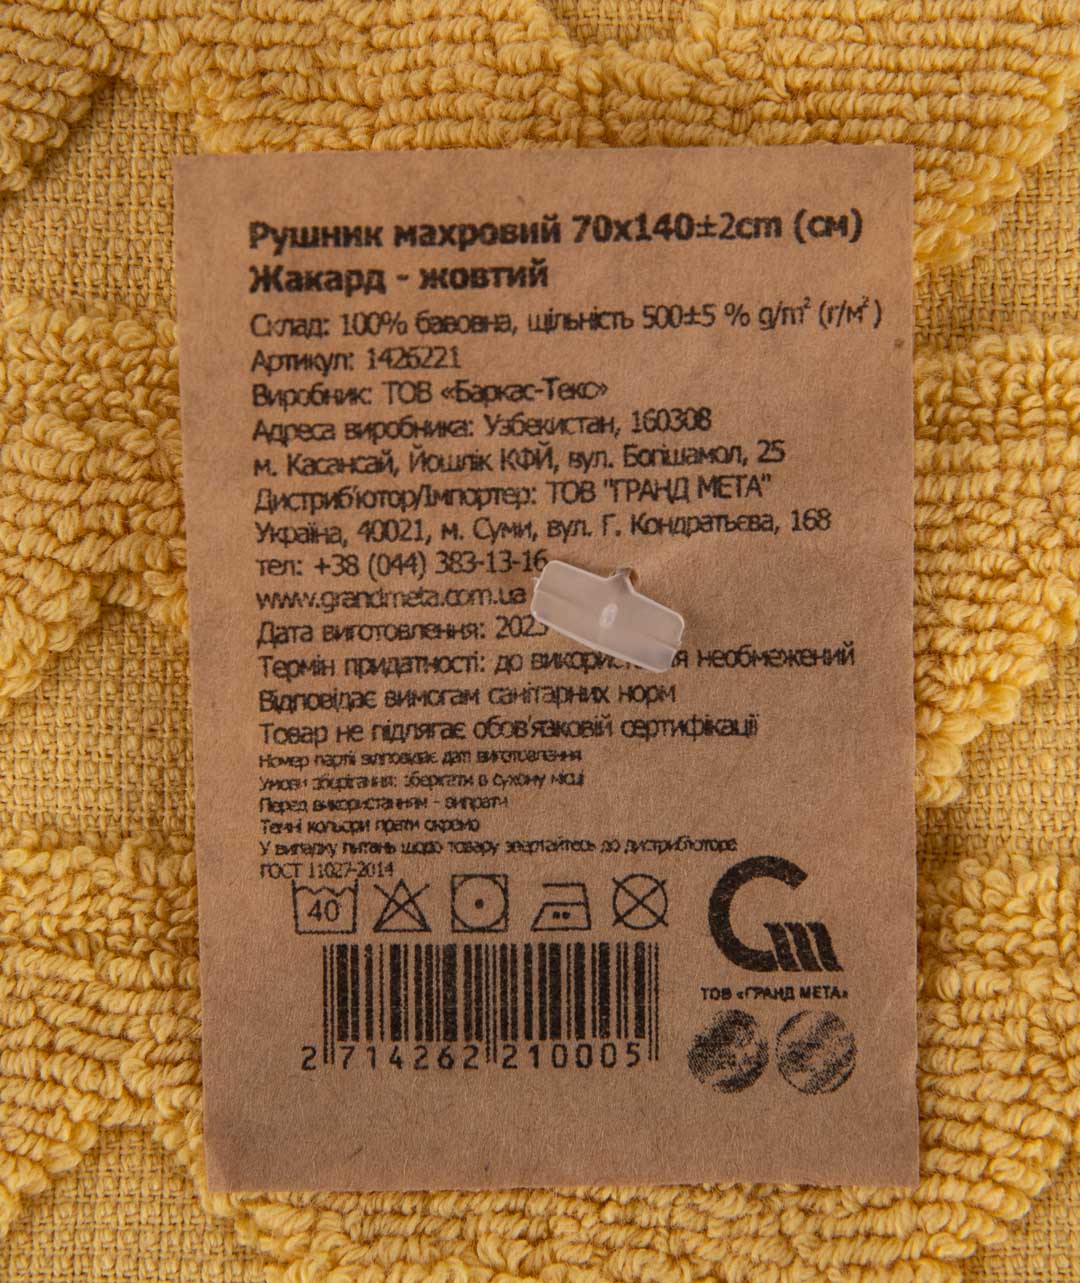 Рушник махровий 70х140±2cm (см)
Жакард - жовтий
Склад: 100% бавовна, щільність 500±5 % g/m² (г/м²)
Артикул: 1426221
Виробник: ТОВ «Баркас-Текс»
Адреса виробника: Узбекистан, 160308
м. Касансай, Йошлік КФЙ, вул. Богішамол, 25
Дистриб'ютор/Імпортер: ТОВ "ГРАНД МЕТА"
Україна, 40021, м. Суми, вул. Г. Кондратьєва, 168
тел: +38 (044) 383-13-16
www.grandmeta.com.ua
Дата виготовлення:
Термін придатності: до необмежений
Відповідає вимогам санітарних норм
Товар не підлягає обов'язковій сертифікації
Номер партії відповідає даті виготовлення
Умови зберігання: зберігати в сухому місці
Перед використанням - випрати
Темні кольори прати окремо
У випадку питань щодо товару звертайтесь до дистриб'ютора
ГОСТ 11027-2014
40
Gm
ТОВ «ГРАНД МЕТА»
2 714262 210005